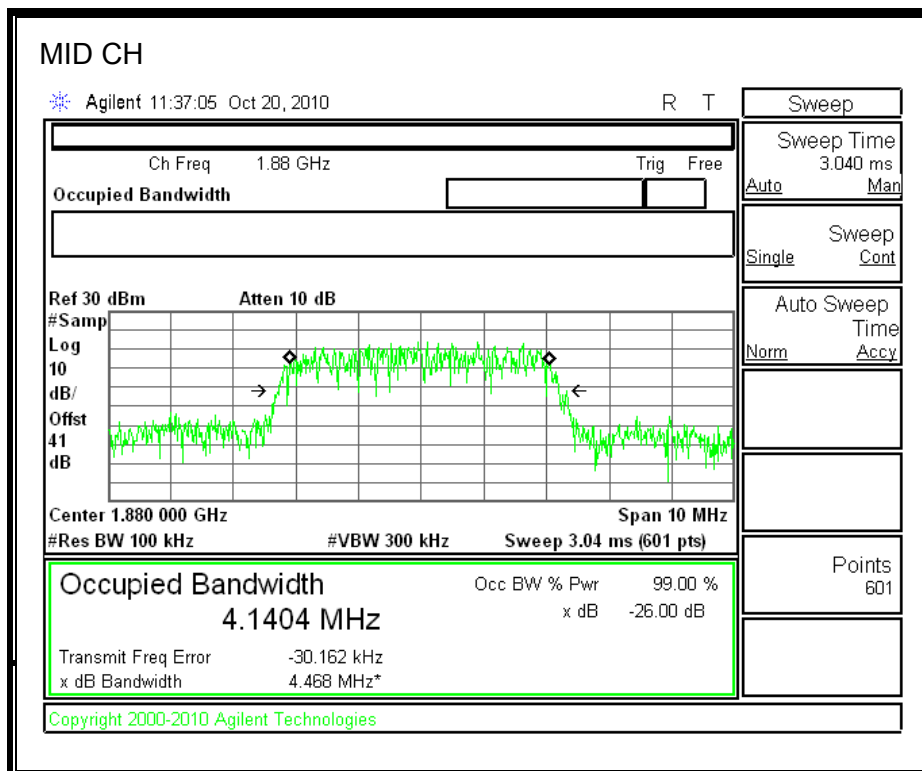 MID CH
Agilent 11:37:05 Oct 20, 2010 R T
Sweep
Sweep Time
3.040 ms
Auto Man
Ch Freq 1.88 GHz Trig Free
Occupied Bandwidth
Sweep
Single Cont
Ref 30 dBm Atten 10 dB
#Samp
Log
10
dB/
Offst
41
dB
Auto Sweep
Time
Norm Accy
Center 1.880 000 GHz Span 10 MHz
#Res BW 100 kHz #VBW 300 kHz Sweep 3.04 ms (601 pts)
Points
601
Occupied Bandwidth Occ BW % Pwr 99.00 %
4.1404 MHz x dB -26.00 dB
Transmit Freq Error -30.162 kHz
x dB Bandwidth 4.468 MHz*
Copyright 2000-2010 Agilent Technologies